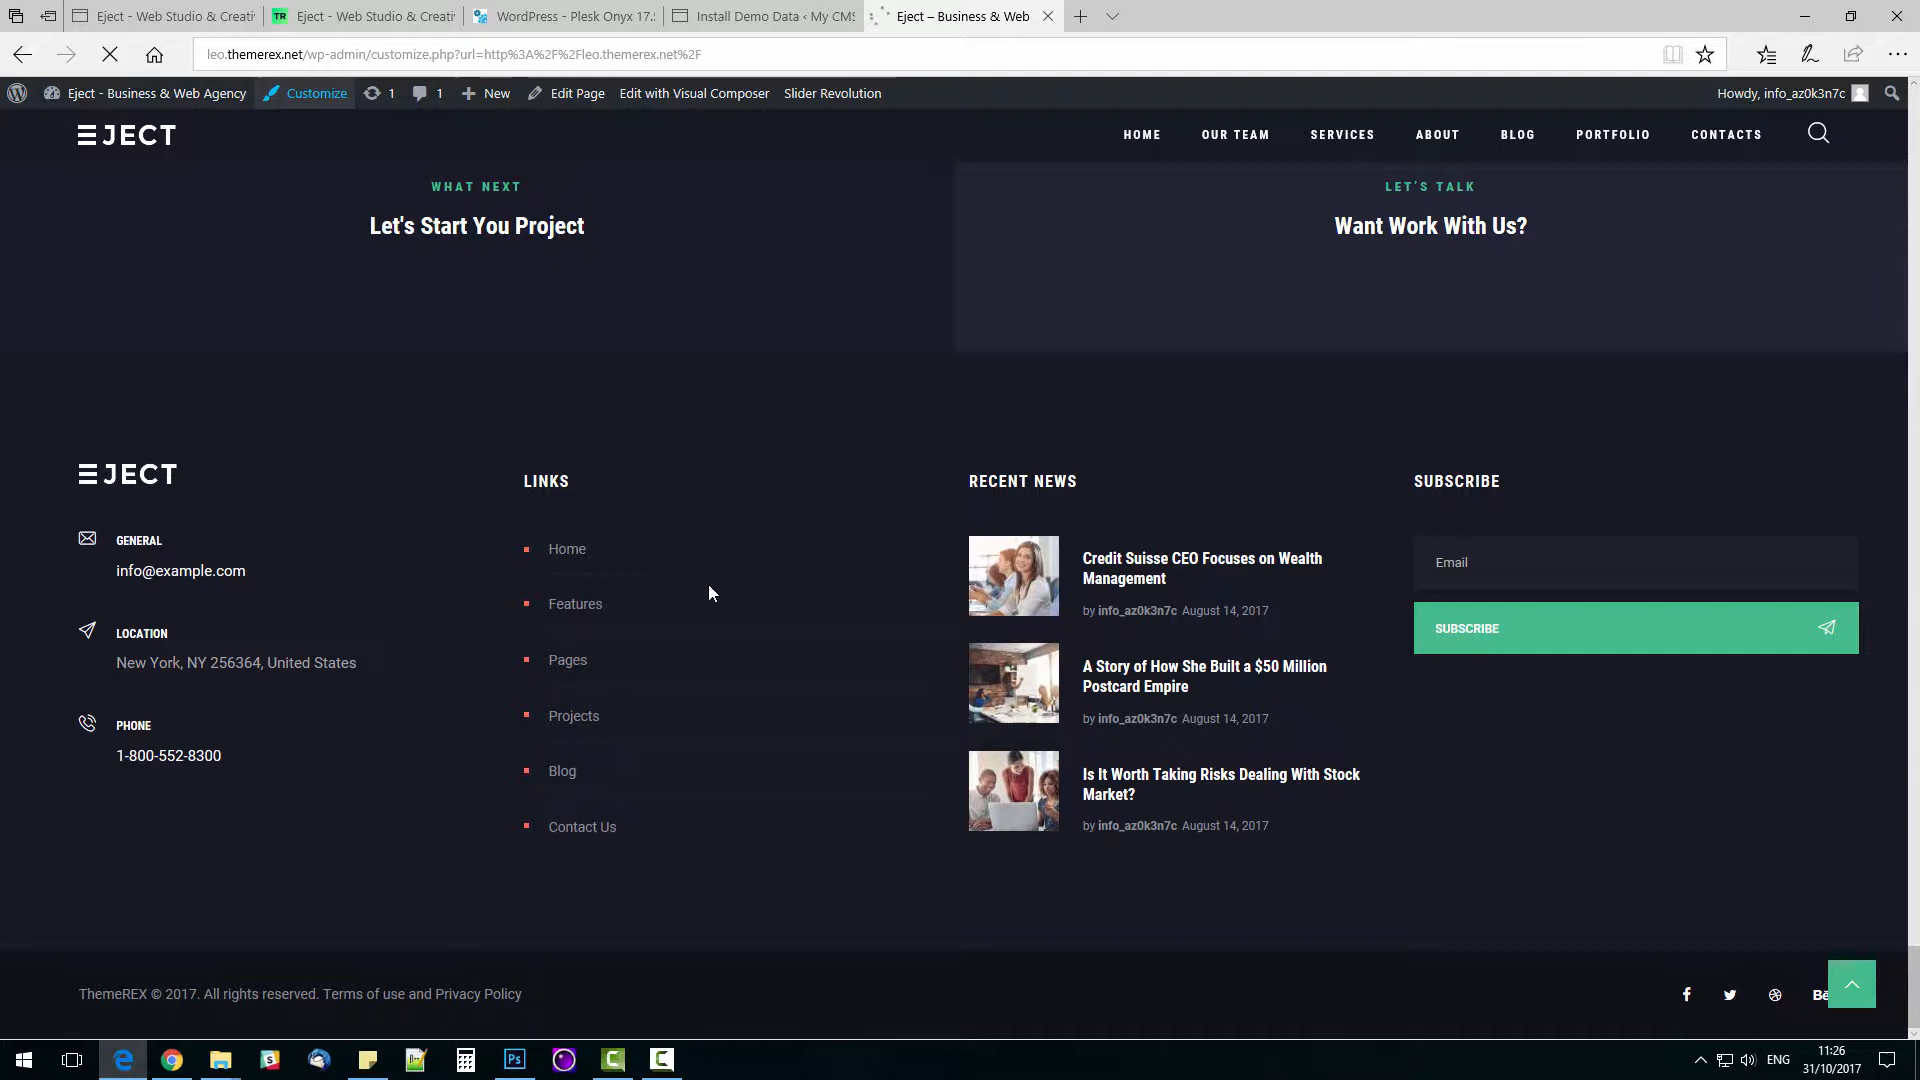 Eject - Web Studio & Creati
TR Eject - Web Studio & Creati
WordPress - Plesk Onyx 17.
Install Demo Data ‹ My CMS
Eject – Business & Web
leo.themerex.net/wp-admin/customize.php?url=http%3A%2F%2Fleo.themerex.net%2F
Eject - Business & Web Agency
Customize
1
1
New
Edit Page
Edit with Visual Composer
Slider Revolution
Howdy, info_az0k3n7c
EJECT
HOME
OUR TEAM
SERVICES
ABOUT
BLOG
PORTFOLIO
CONTACTS
WHAT NEXT
Let's Start You Project
LET'S TALK
Want Work With Us?
EJECT
GENERAL
info@example.com
LOCATION
New York, NY 256364, United States
PHONE
1-800-552-8300
LINKS
Home
Features
Pages
Projects
Blog
Contact Us
RECENT NEWS
Credit Suisse CEO Focuses on Wealth
Management
by info_az0k3n7c August 14, 2017
A Story of How She Built a $50 Million
Postcard Empire
by info_az0k3n7c August 14, 2017
Is It Worth Taking Risks Dealing With Stock
Market?
by info_az0k3n7c August 14, 2017
SUBSCRIBE
Email
SUBSCRIBE
ThemeREX © 2017. All rights reserved. Terms of use and Privacy Policy
Bē
Ps
ENG
11:26
31/10/2017